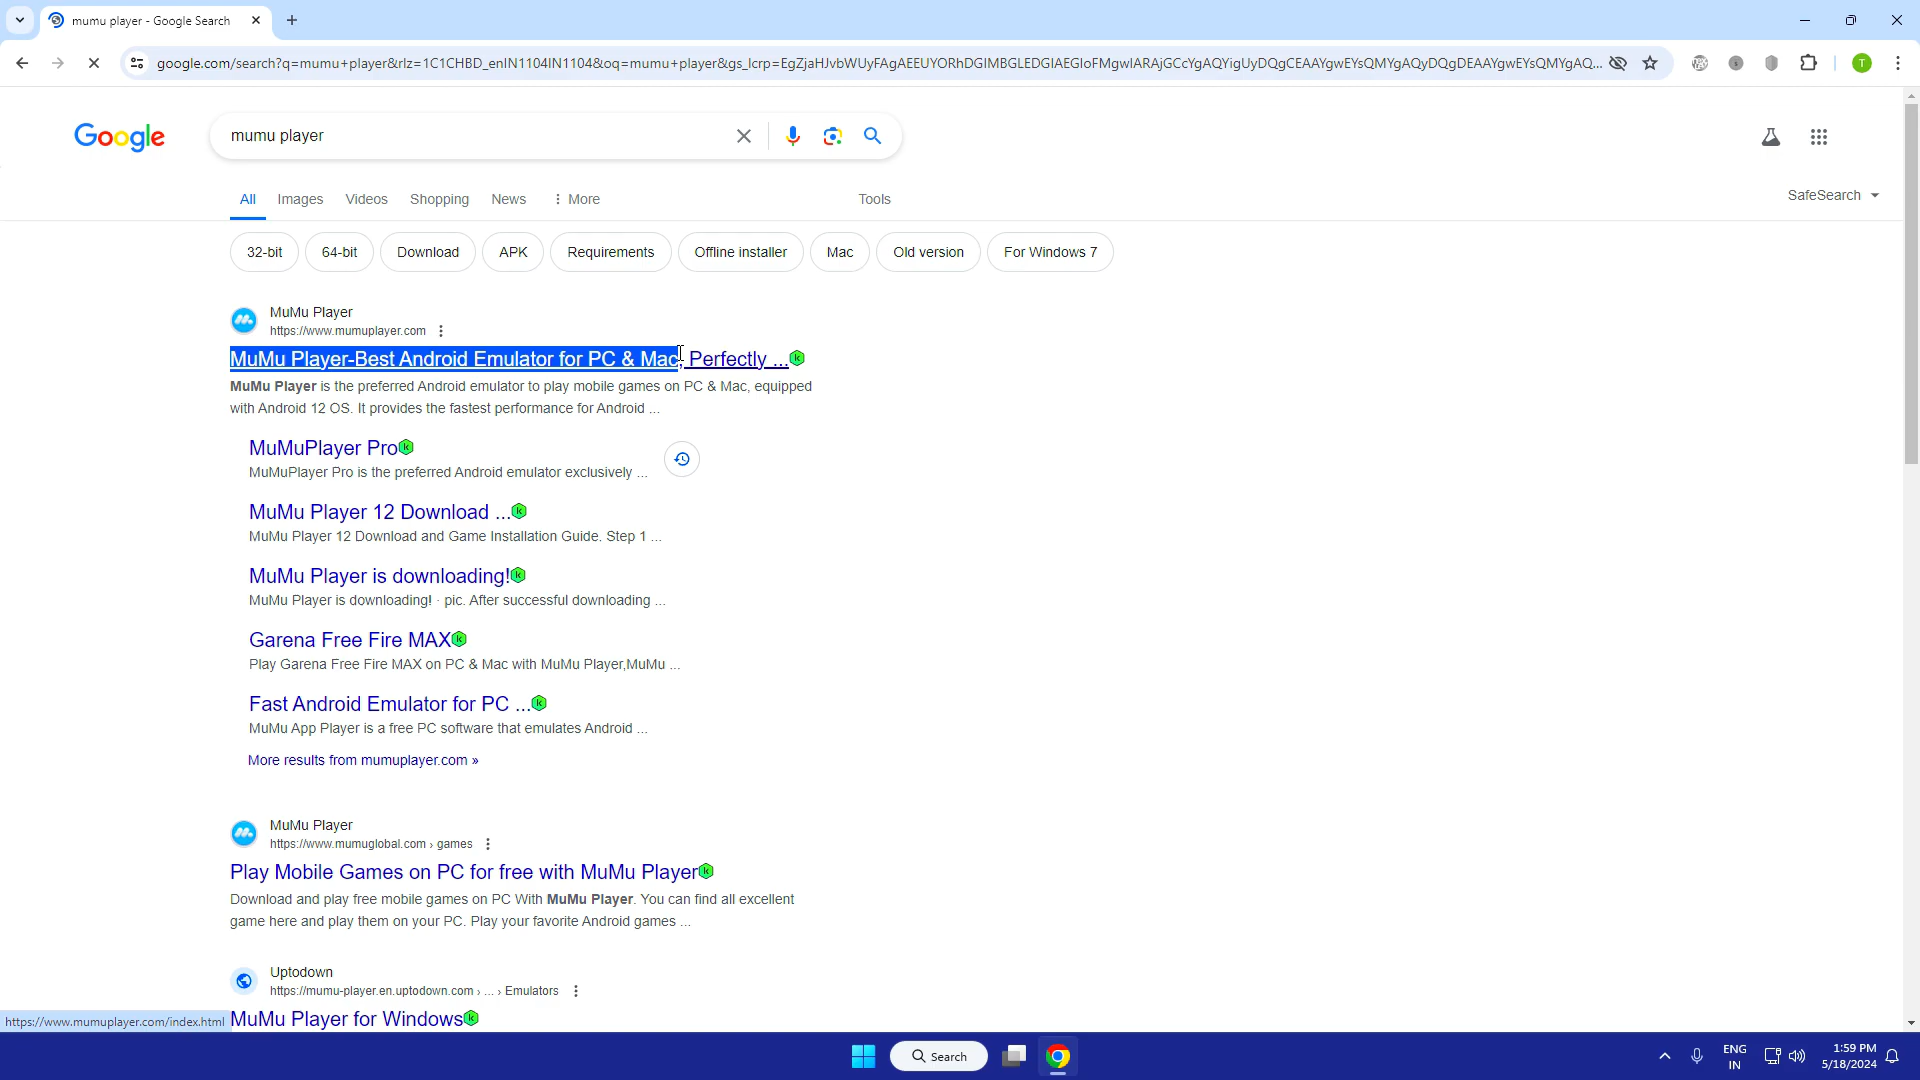 mumu player - Google Search
google.com/search?q=mumu+player&rlz=1C1CHBD_enIN1104IN1104&oq=mumu+player&gs_lcrp=EgZjaHJvbWUyFAgAEEUYORhDGIMBGLEDGIAEGIoFMgwIARAjGCcYgAQYigUyDQgCEAAYgwEYsQMYgAQyDQgDEAAYgwEYsQMYgAQ...
T
Google
mumu player
All Images Videos Shopping News More Tools
SafeSearch
32-bit 64-bit Download APK Requirements Offline installer Mac Old version For Windows 7
MuMu Player
https://www.mumuplayer.com
MuMu Player-Best Android Emulator for PC & Mac, Perfectly ...
MuMu Player is the preferred Android emulator to play mobile games on PC & Mac, equipped
with Android 12 OS. It provides the fastest performance for Android ...
MuMuPlayer Pro
MuMuPlayer Pro is the preferred Android emulator exclusively ...
MuMu Player 12 Download ...
MuMu Player 12 Download and Game Installation Guide. Step 1 ...
MuMu Player is downloading!
MuMu Player is downloading! · pic. After successful downloading ...
Garena Free Fire MAX
Play Garena Free Fire MAX on PC & Mac with MuMu Player,MuMu ...
Fast Android Emulator for PC ...
MuMu App Player is a free PC software that emulates Android ...
More results from mumuplayer.com »
MuMu Player
https://www.mumuglobal.com › games
Play Mobile Games on PC for free with MuMu Player
Download and play free mobile games on PC With MuMu Player. You can find all excellent
game here and play them on your PC. Play your favorite Android games ...
Uptodown
https://mumu-player.en.uptodown.com › ... › Emulators
MuMu Player for Windows
https://www.mumuplayer.com/index.html
Search
ENG
IN
1:59 PM
5/18/2024